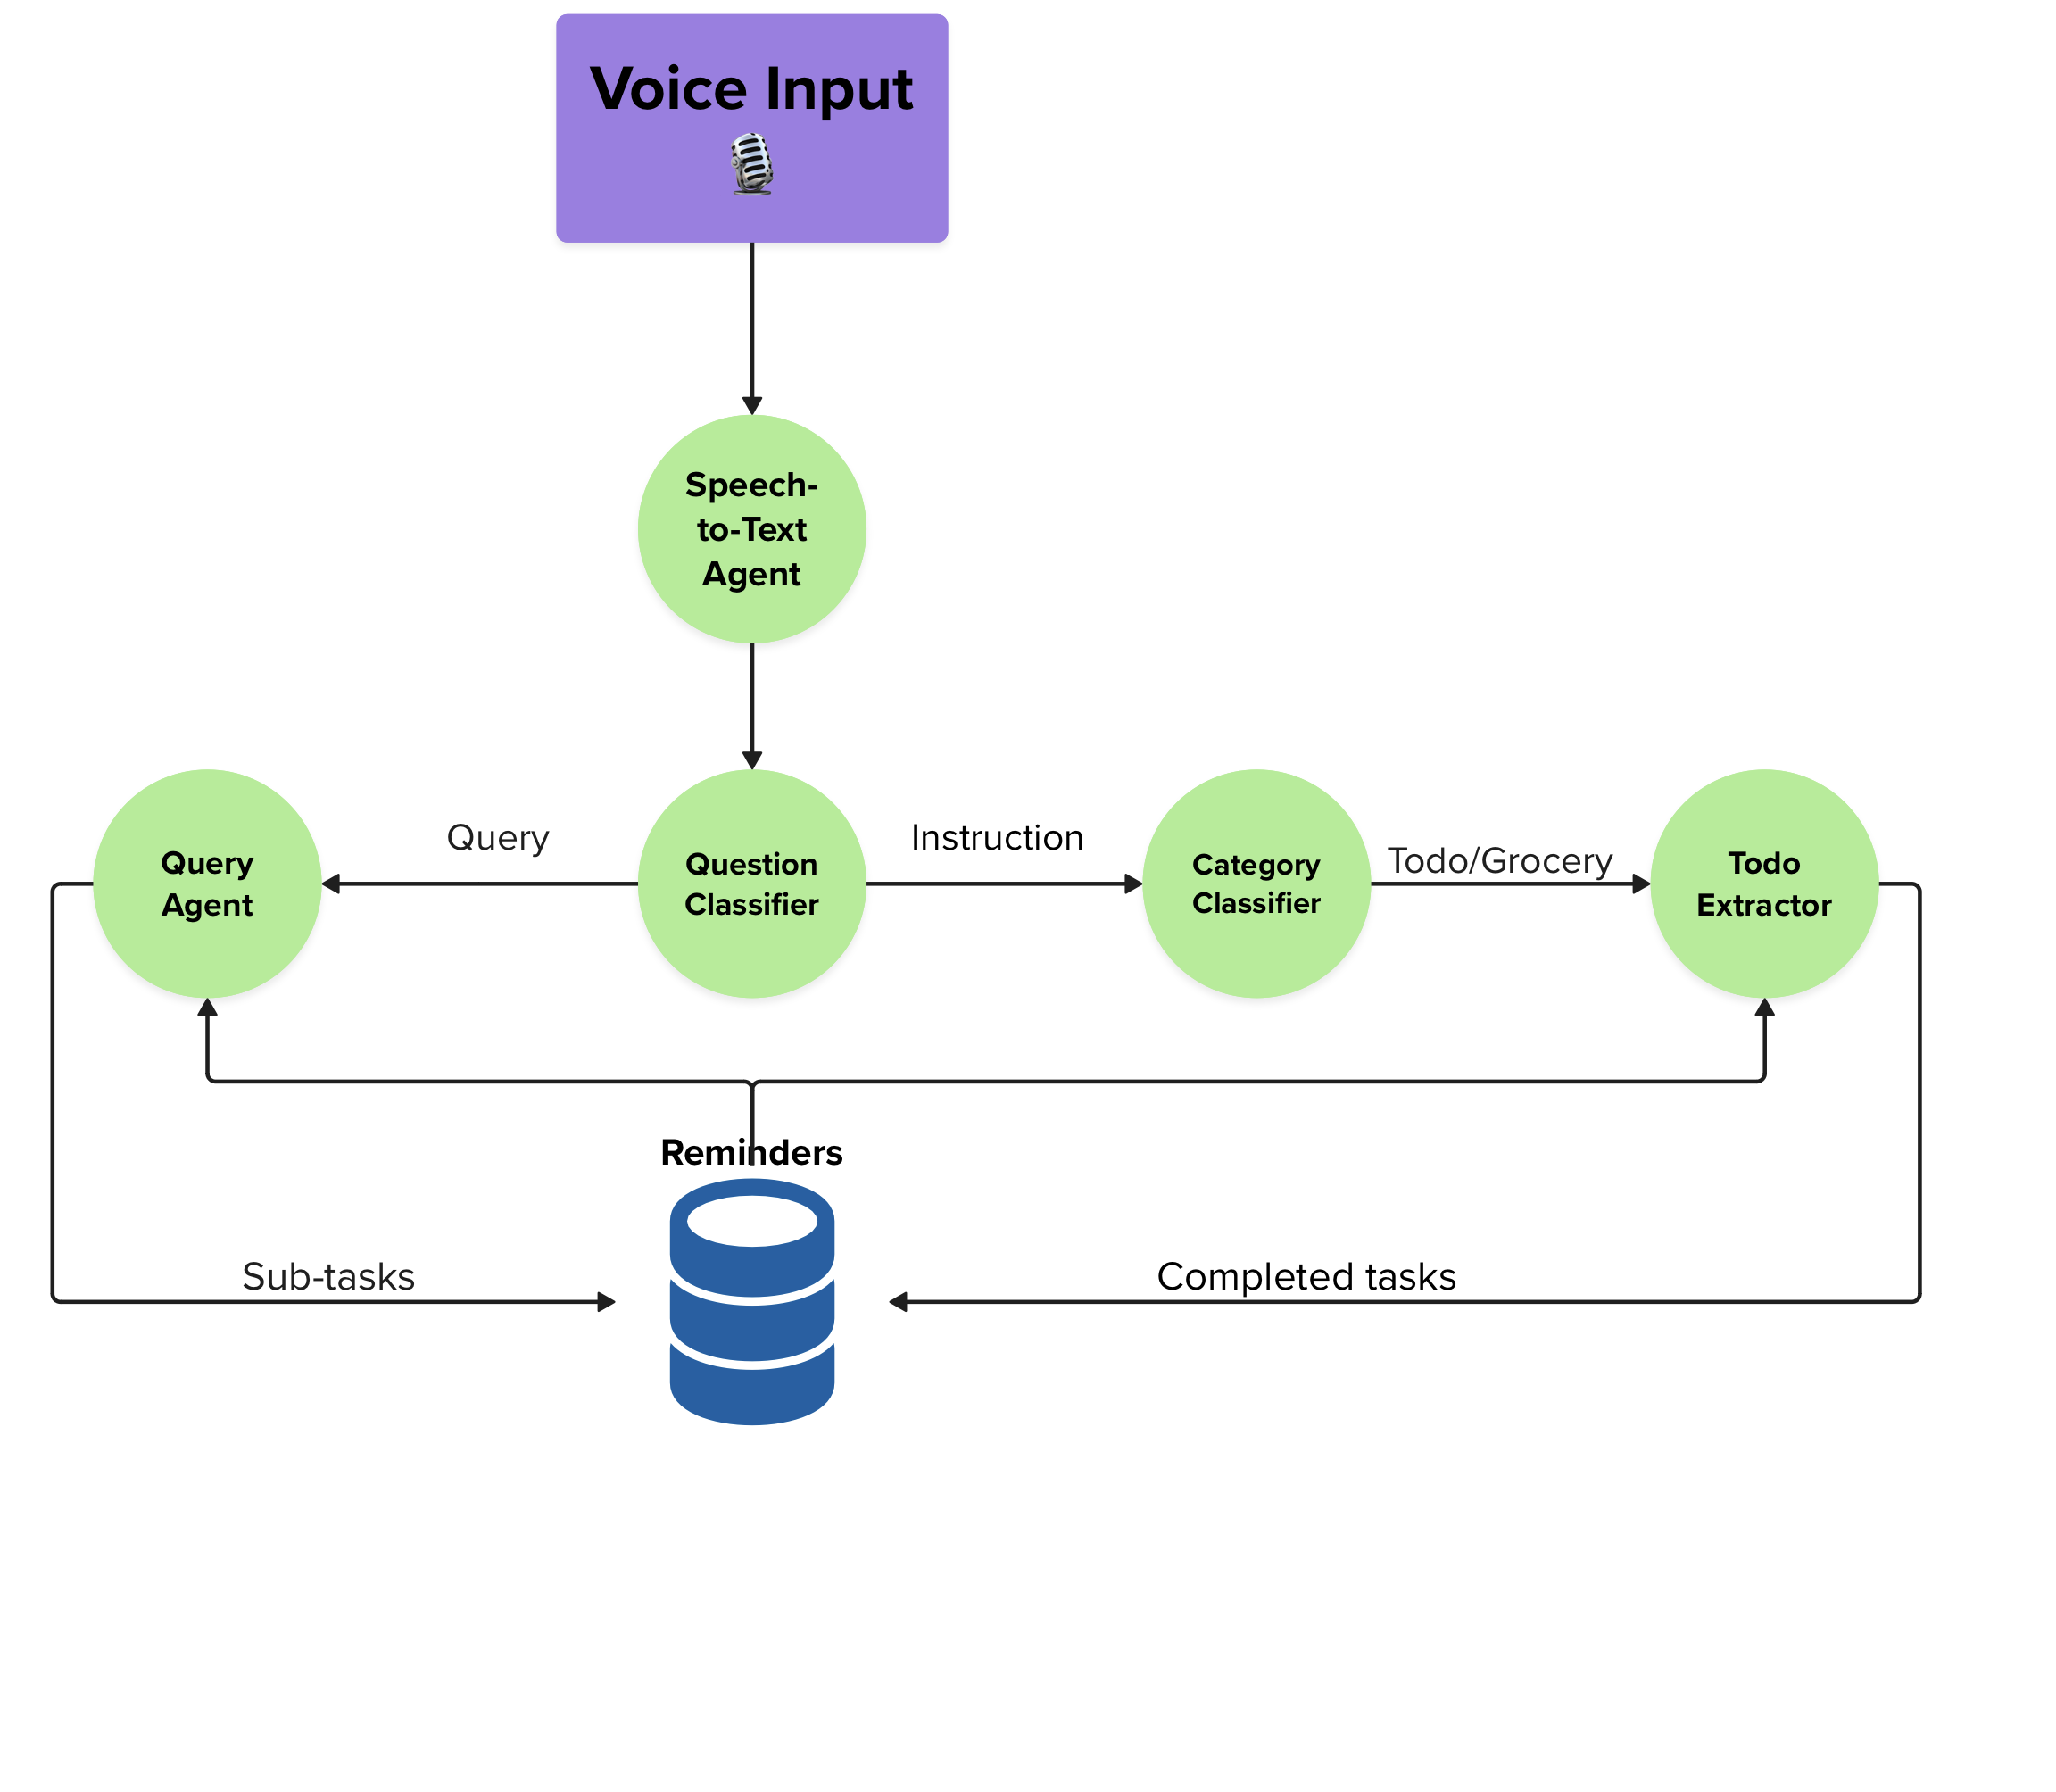 Voice Input
Speech-
to-Text
Agent
Query
Agent
Query
Question
Classifier
Instruction
Category
Classifier
Todo/Grocery
Todo
Extractor
Reminders
Sub-tasks
Completed tasks